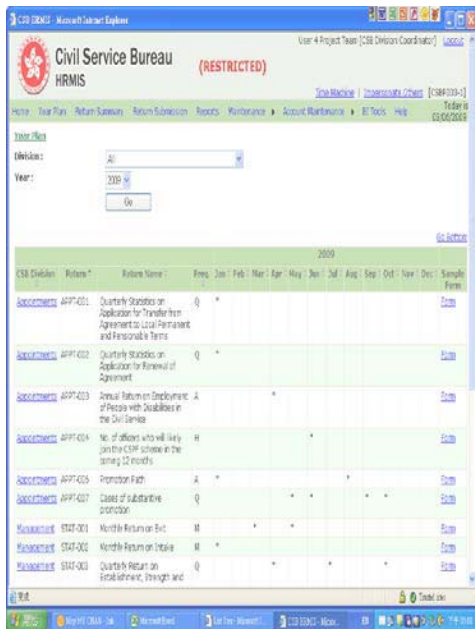 CSB HRMIS - Microsoft Internet Explorer
User 4 Project Team [CSB Division Coordinator] Logout
Civil Service Bureau
HRMIS
(RESTRICTED)
Time Machine | Impersonate Others [CSBP030-1]
Home Year Plan Return Summary Return Submission Reports Maintenance Account Maintenance BI Tools Help
Today is
03/06/2009
Year Plan
Division : All
Year : 2009
Go
Go Bottom
2009
CSB Division Return Return Name Freq. Jan Feb Mar Apr May Jun Jul Aug Sep Oct Nov Dec Sample Form
Appointments APPT-001 Quarterly Statistics on Q * Form
Application for Transfer from
Agreement to Local Permanent
and Pensionable Terms
Appointments APPT-002 Quarterly Statistics on Q * Form
Application for Renewal of
Agreement
Appointments APPT-003 Annual Return on Employment A * Form
of People with Disabilities in
the Civil Service
Appointments APPT-004 No. of officers who will likely H * Form
join the CSPF scheme in the
coming 12 months
Appointments Promotion Path A * * Form
Appointments APPT-007 Cases of substantive Q * * * * Form
promotion
Management STAT-001 Monthly Return on Exit M * * Form
Management STAT-002 Monthly Return on Intake M * Form
Management STAT-003 Quarterly Return on Q * * * Form
Establishment, Strength and
完成